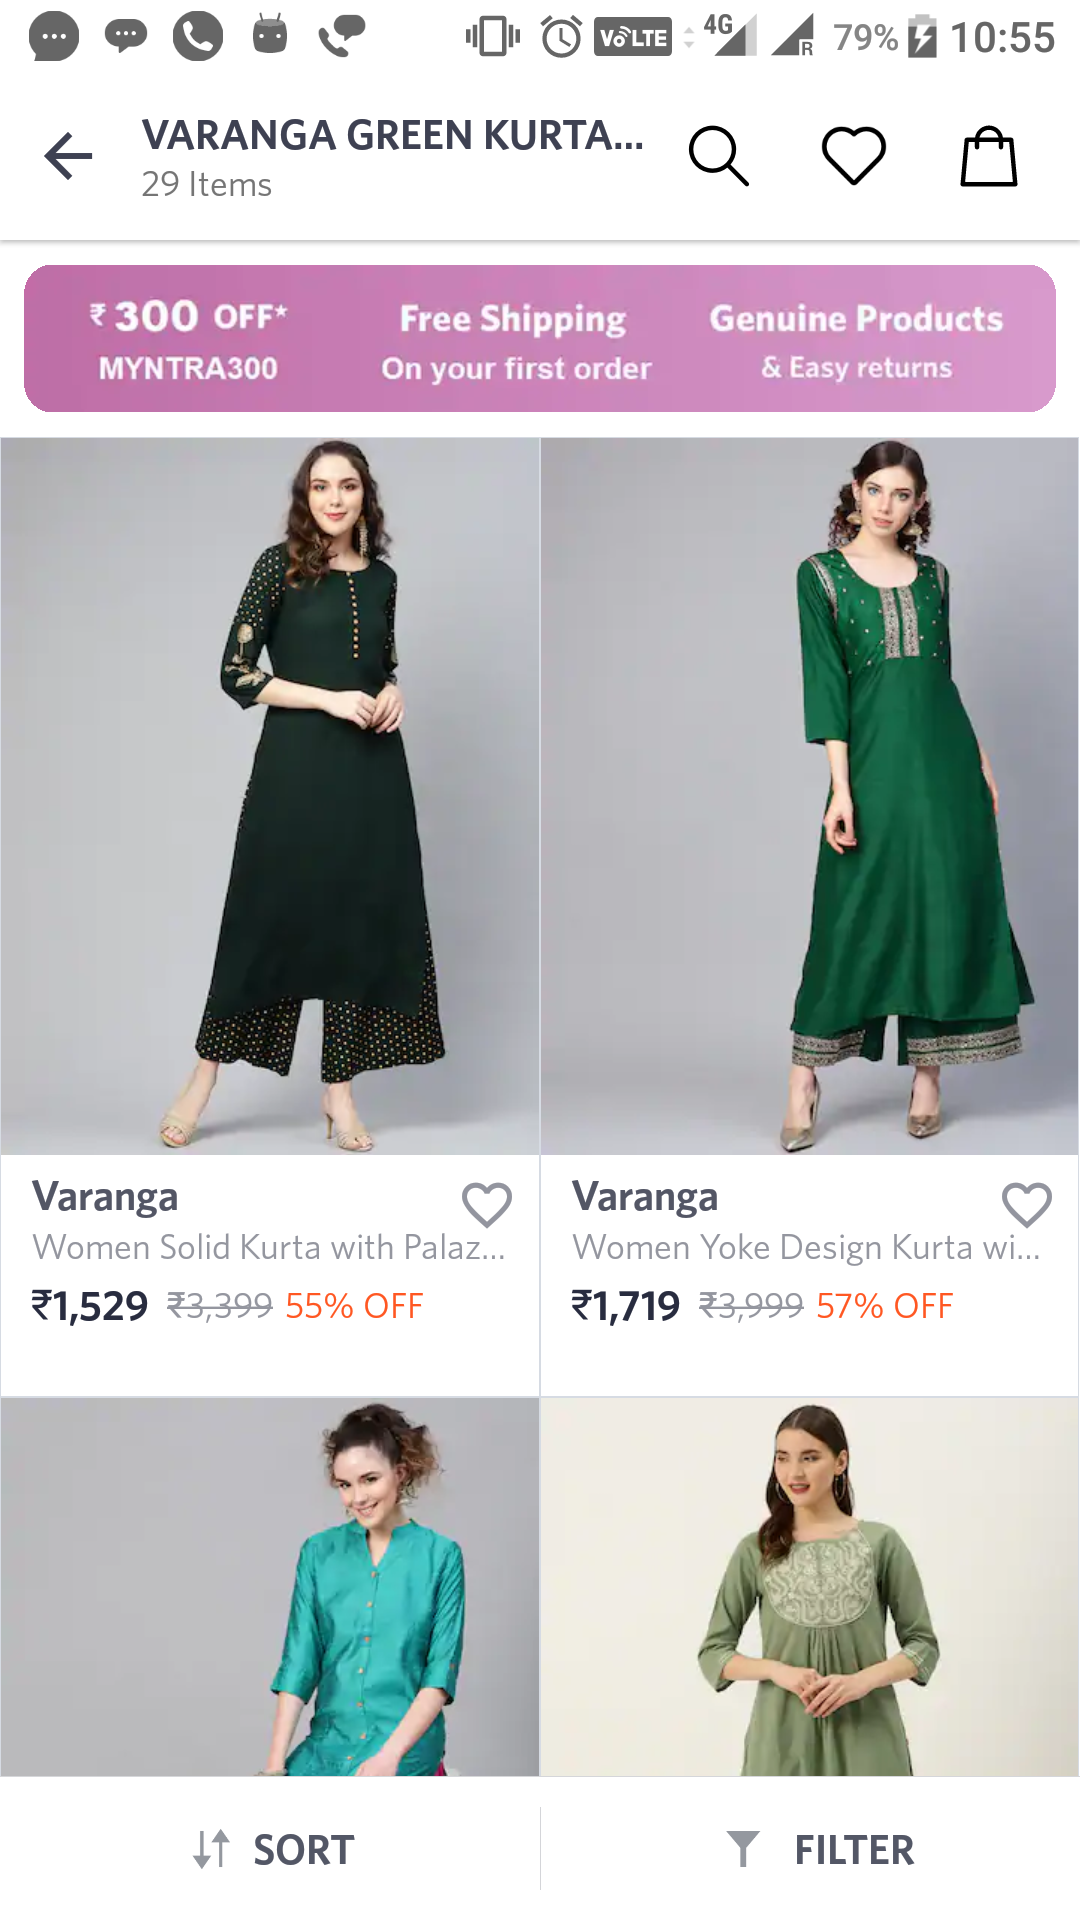 VoLTE 4G R 79% 10:55
VARANGA GREEN KURTA...
29 Items
₹300 OFF*
MYNTRA300
Free Shipping
On your first order
Genuine Products
& Easy returns
Varanga
Women Solid Kurta with Palaz...
₹1,529 ₹3,399 55% OFF
Varanga
Women Yoke Design Kurta wi...
₹1,719 ₹3,999 57% OFF
SORT
FILTER